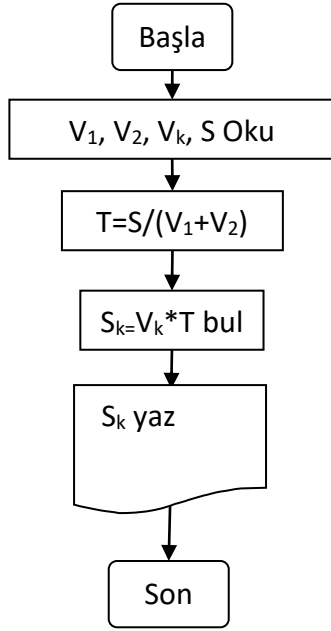 Başla
V₁, V₂, Vₖ, S Oku
T=S/(V₁+V₂)
Sₖ₌Vₖ*T bul
Sₖ yaz
Son